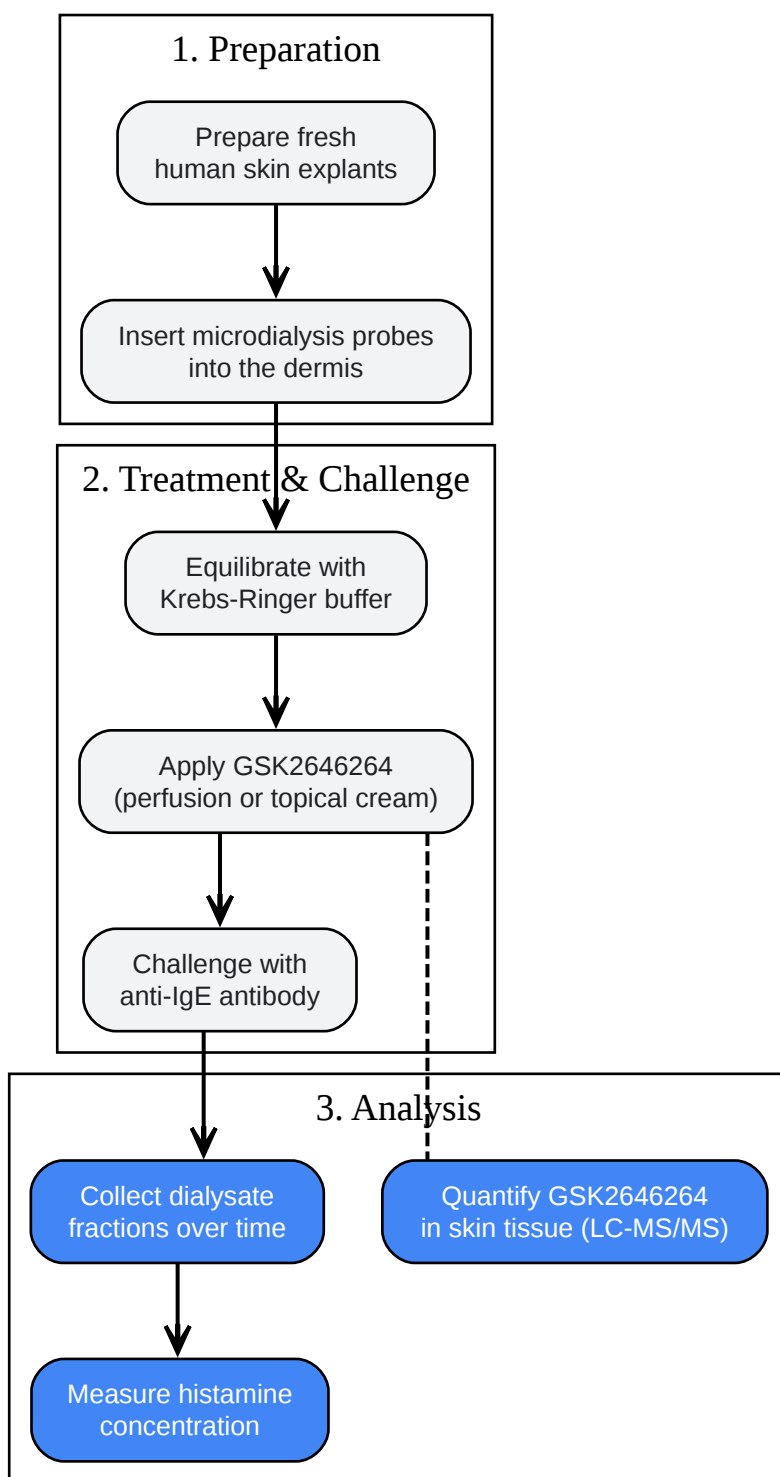 1. Preparation
Prepare fresh
human skin explants
Insert microdialysis probes
into the dermis
2. Treatment & Challenge
Equilibrate with
Krebs-Ringer buffer
Apply GSK2646264
(perfusion or topical cream)
Challenge with
anti-IgE antibody
3. Analysis
Collect dialysate
fractions over time
Quantify GSK2646264
in skin tissue (LC-MS/MS)
Measure histamine
concentration